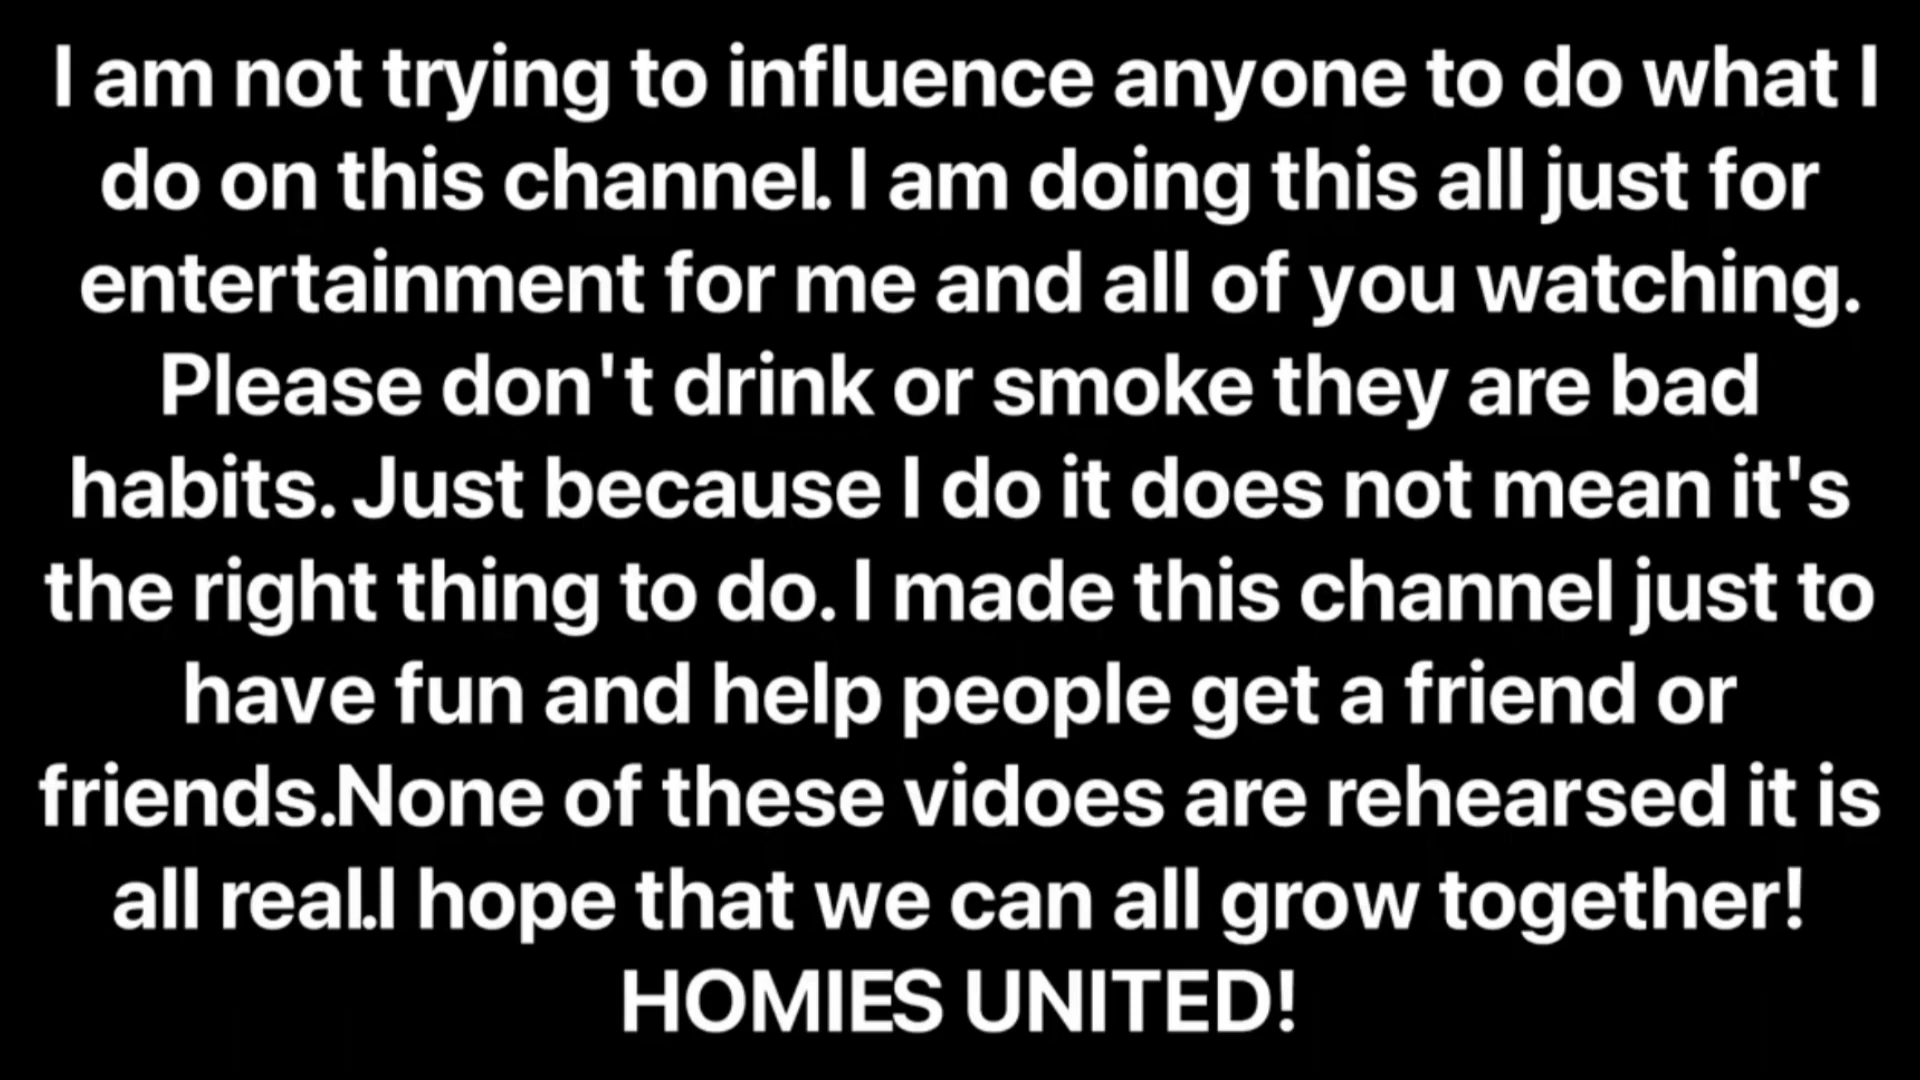 I am not trying to influence anyone to do what I
do on this channel. I am doing this all just for
entertainment for me and all of you watching.
Please don't drink or smoke they are bad
habits. Just because I do it does not mean it's
the right thing to do. I made this channel just to
have fun and help people get a friend or
friends.None of these vidoes are rehearsed it is
all real.I hope that we can all grow together!
HOMIES UNITED!